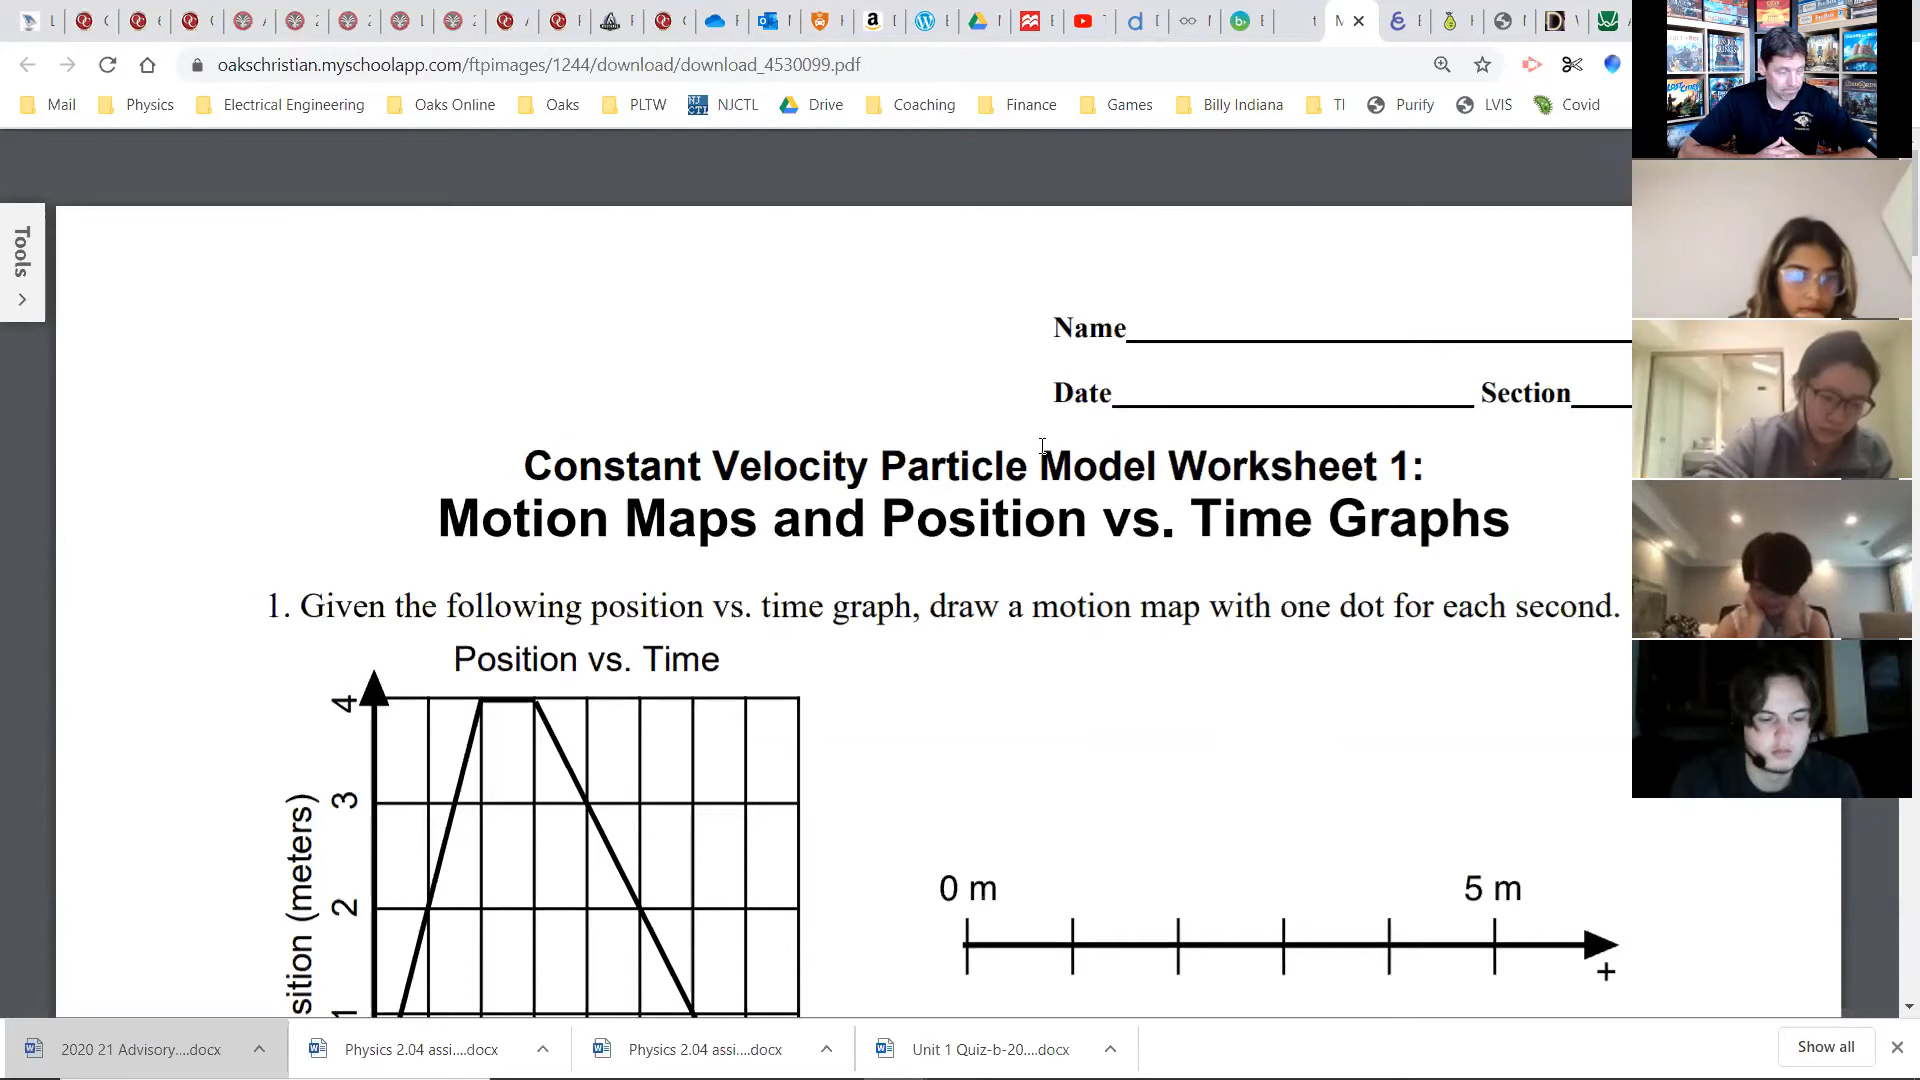 oakschristian.myschoolapp.com/ftpimages/1244/download/download_4530099.pdf
Mail Physics Electrical Engineering Oaks Online Oaks PLTW NJCTL Drive Coaching Finance Games Billy Indiana TI Purify LVIS Covid
Tools
Name
Date Section
Constant Velocity Particle Model Worksheet 1:
Motion Maps and Position vs. Time Graphs
1. Given the following position vs. time graph, draw a motion map with one dot for each second.
Position vs. Time
4
3
2
1
sition (meters)
0 m 5 m
+
2020 21 Advisory....docx Physics 2.04 assi....docx Physics 2.04 assi....docx Unit 1 Quiz-b-20....docx Show all